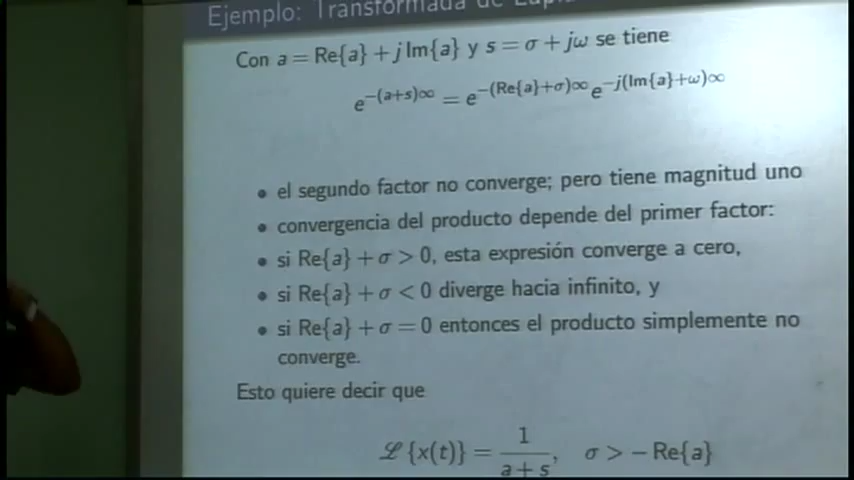 Ejemplo: Transformada de
Con a = Re{a} + j Im{a} y s = σ + jω se tiene
e^{−(a+s)∞} = e^{−(Re{a}+σ)∞} e^{−j(Im{a}+ω)∞}
• el segundo factor no converge; pero tiene magnitud uno
• convergencia del producto depende del primer factor:
• si Re{a} + σ > 0, esta expresión converge a cero,
• si Re{a} + σ < 0 diverge hacia infinito, y
• si Re{a} + σ = 0 entonces el producto simplemente no
converge.
Esto quiere decir que
ℒ {x(t)} = 1/(a + s), σ > − Re{a}